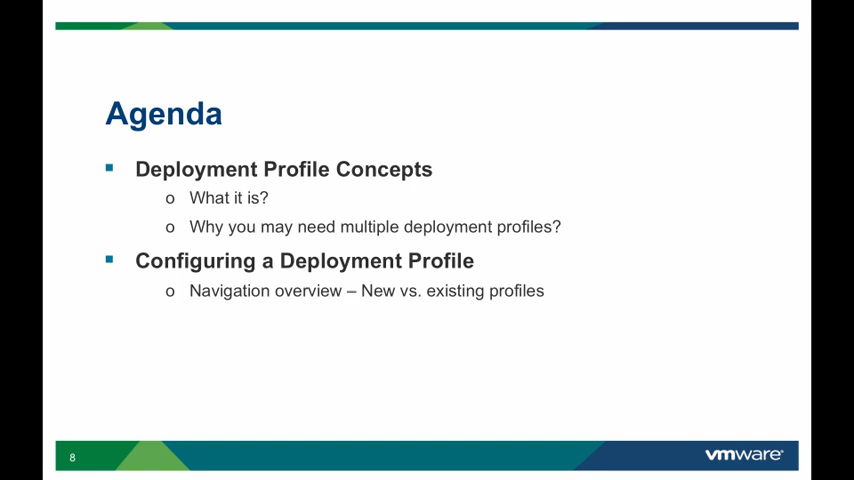 Agenda
Deployment Profile Concepts
o What it is?
o Why you may need multiple deployment profiles?
Configuring a Deployment Profile
o Navigation overview – New vs. existing profiles
8
vmware®